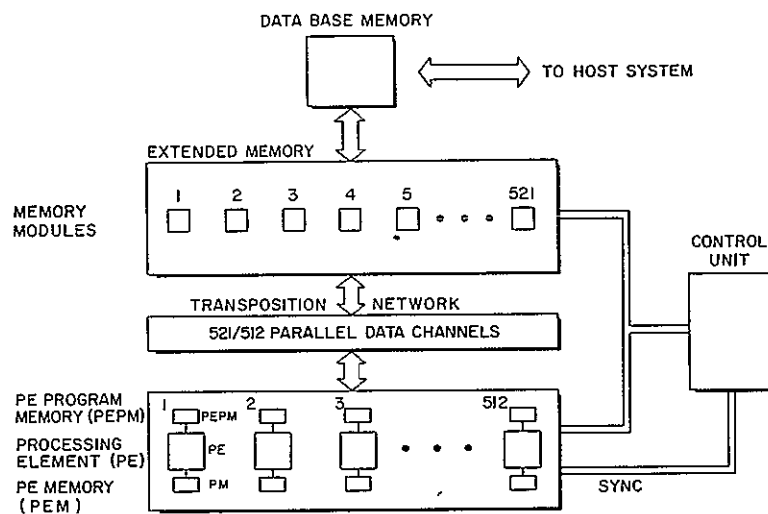 DATA BASE MEMORY
TO HOST SYSTEM
EXTENDED MEMORY
1 2 3 4 5 521
MEMORY
MODULES
CONTROL
UNIT
TRANSPOSITION NETWORK
521/512 PARALLEL DATA CHANNELS
PE PROGRAM
MEMORY (PEPM)
1 2 3 512
PEPM
PROCESSING
ELEMENT (PE)
PE
PE MEMORY
(PEM)
PM
SYNC